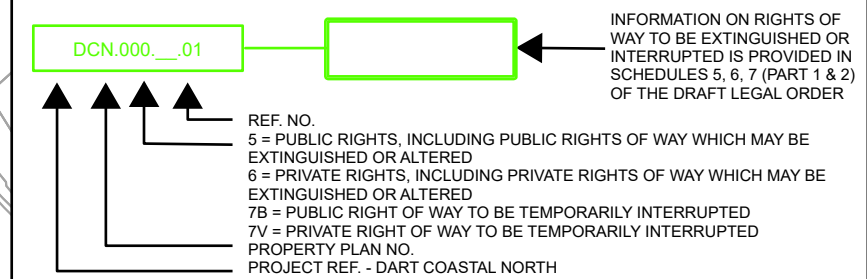 DCN.000.__.01
INFORMATION ON RIGHTS OF
WAY TO BE EXTINGUISHED OR
INTERRUPTED IS PROVIDED IN
SCHEDULES 5, 6, 7 (PART 1 & 2)
OF THE DRAFT LEGAL ORDER
REF. NO.
5 = PUBLIC RIGHTS, INCLUDING PUBLIC RIGHTS OF WAY WHICH MAY BE
EXTINGUISHED OR ALTERED
6 = PRIVATE RIGHTS, INCLUDING PRIVATE RIGHTS OF WAY WHICH MAY BE
EXTINGUISHED OR ALTERED
7B = PUBLIC RIGHT OF WAY TO BE TEMPORARILY INTERRUPTED
7V = PRIVATE RIGHT OF WAY TO BE TEMPORARILY INTERRUPTED
PROPERTY PLAN NO.
PROJECT REF. - DART COASTAL NORTH